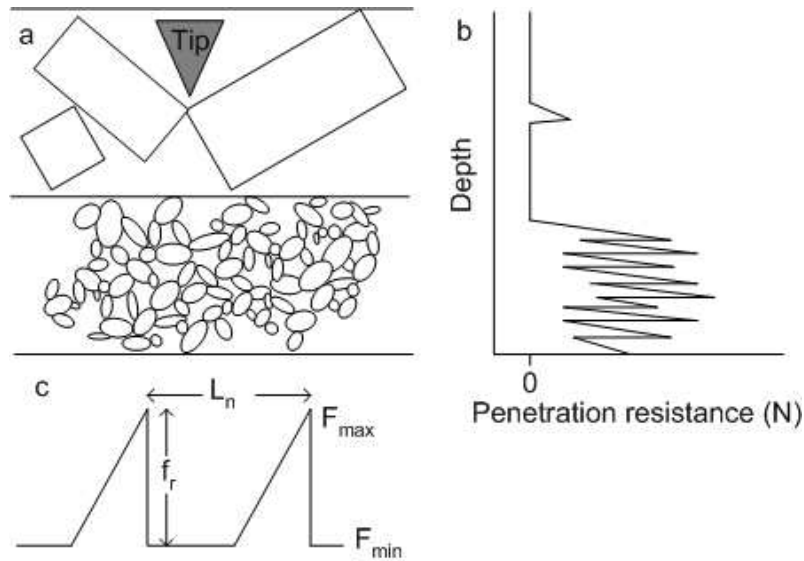 a
Tip
b
Depth
0
Penetration resistance (N)
c
Lₙ
fᵣ
Fₘₐₓ
Fₘᵢₙ